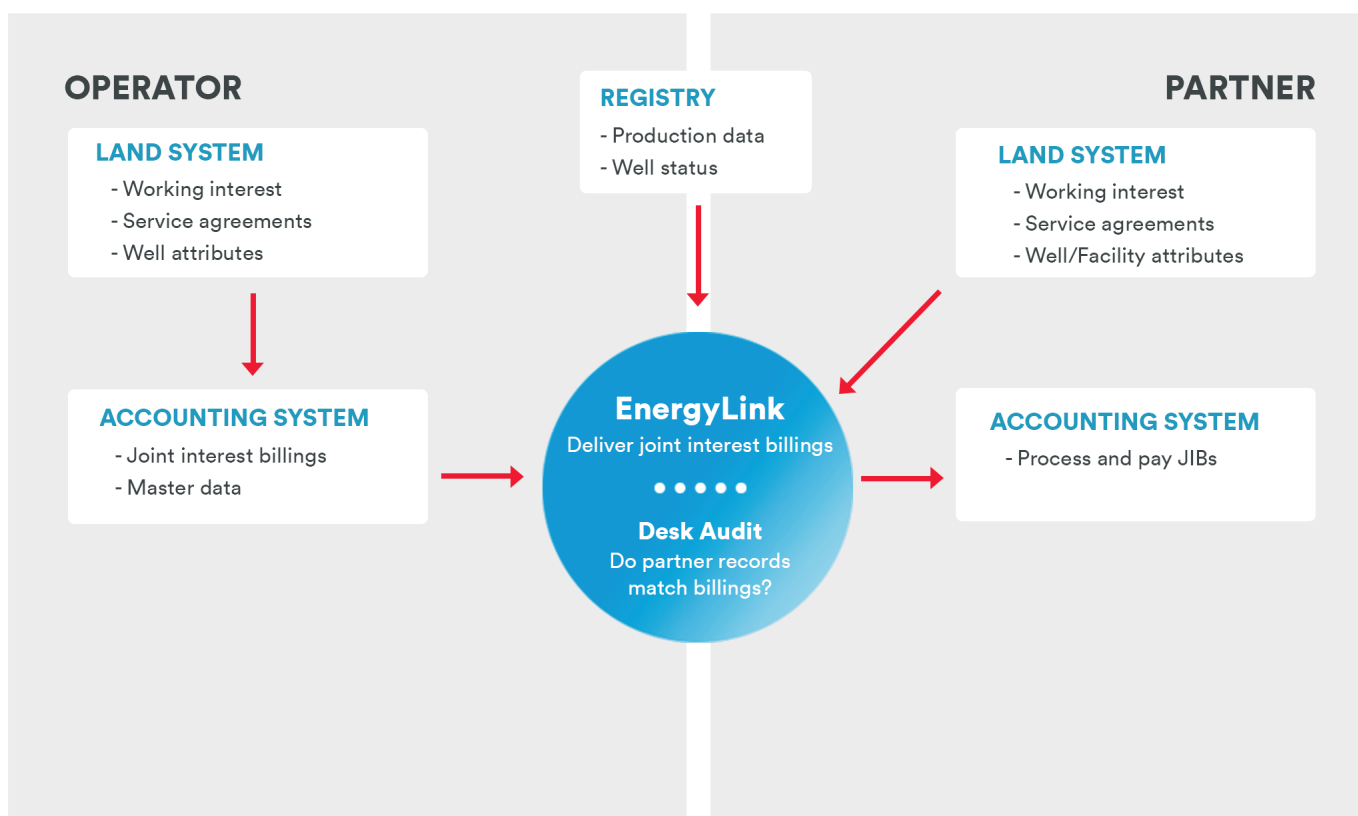 OPERATOR
LAND SYSTEM
- Working interest
- Service agreements
- Well attributes
ACCOUNTING SYSTEM
- Joint interest billings
- Master data
REGISTRY
- Production data
- Well status
EnergyLink
Deliver joint interest billings
Desk Audit
Do partner records
match billings?
PARTNER
LAND SYSTEM
- Working interest
- Service agreements
- Well/Facility attributes
ACCOUNTING SYSTEM
- Process and pay JIBs